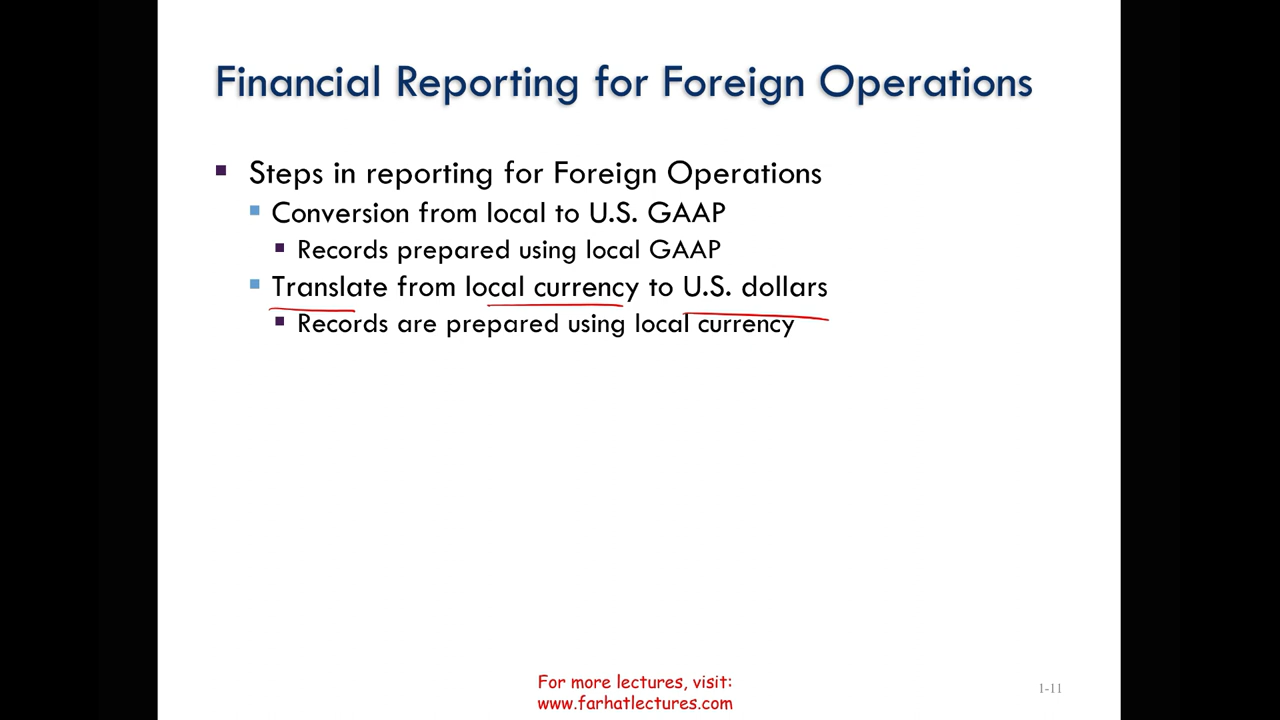 Financial Reporting for Foreign Operations
Steps in reporting for Foreign Operations
Conversion from local to U.S. GAAP
Records prepared using local GAAP
Translate from local currency to U.S. dollars
Records are prepared using local currency
For more lectures, visit:
www.farhatlectures.com
1-11